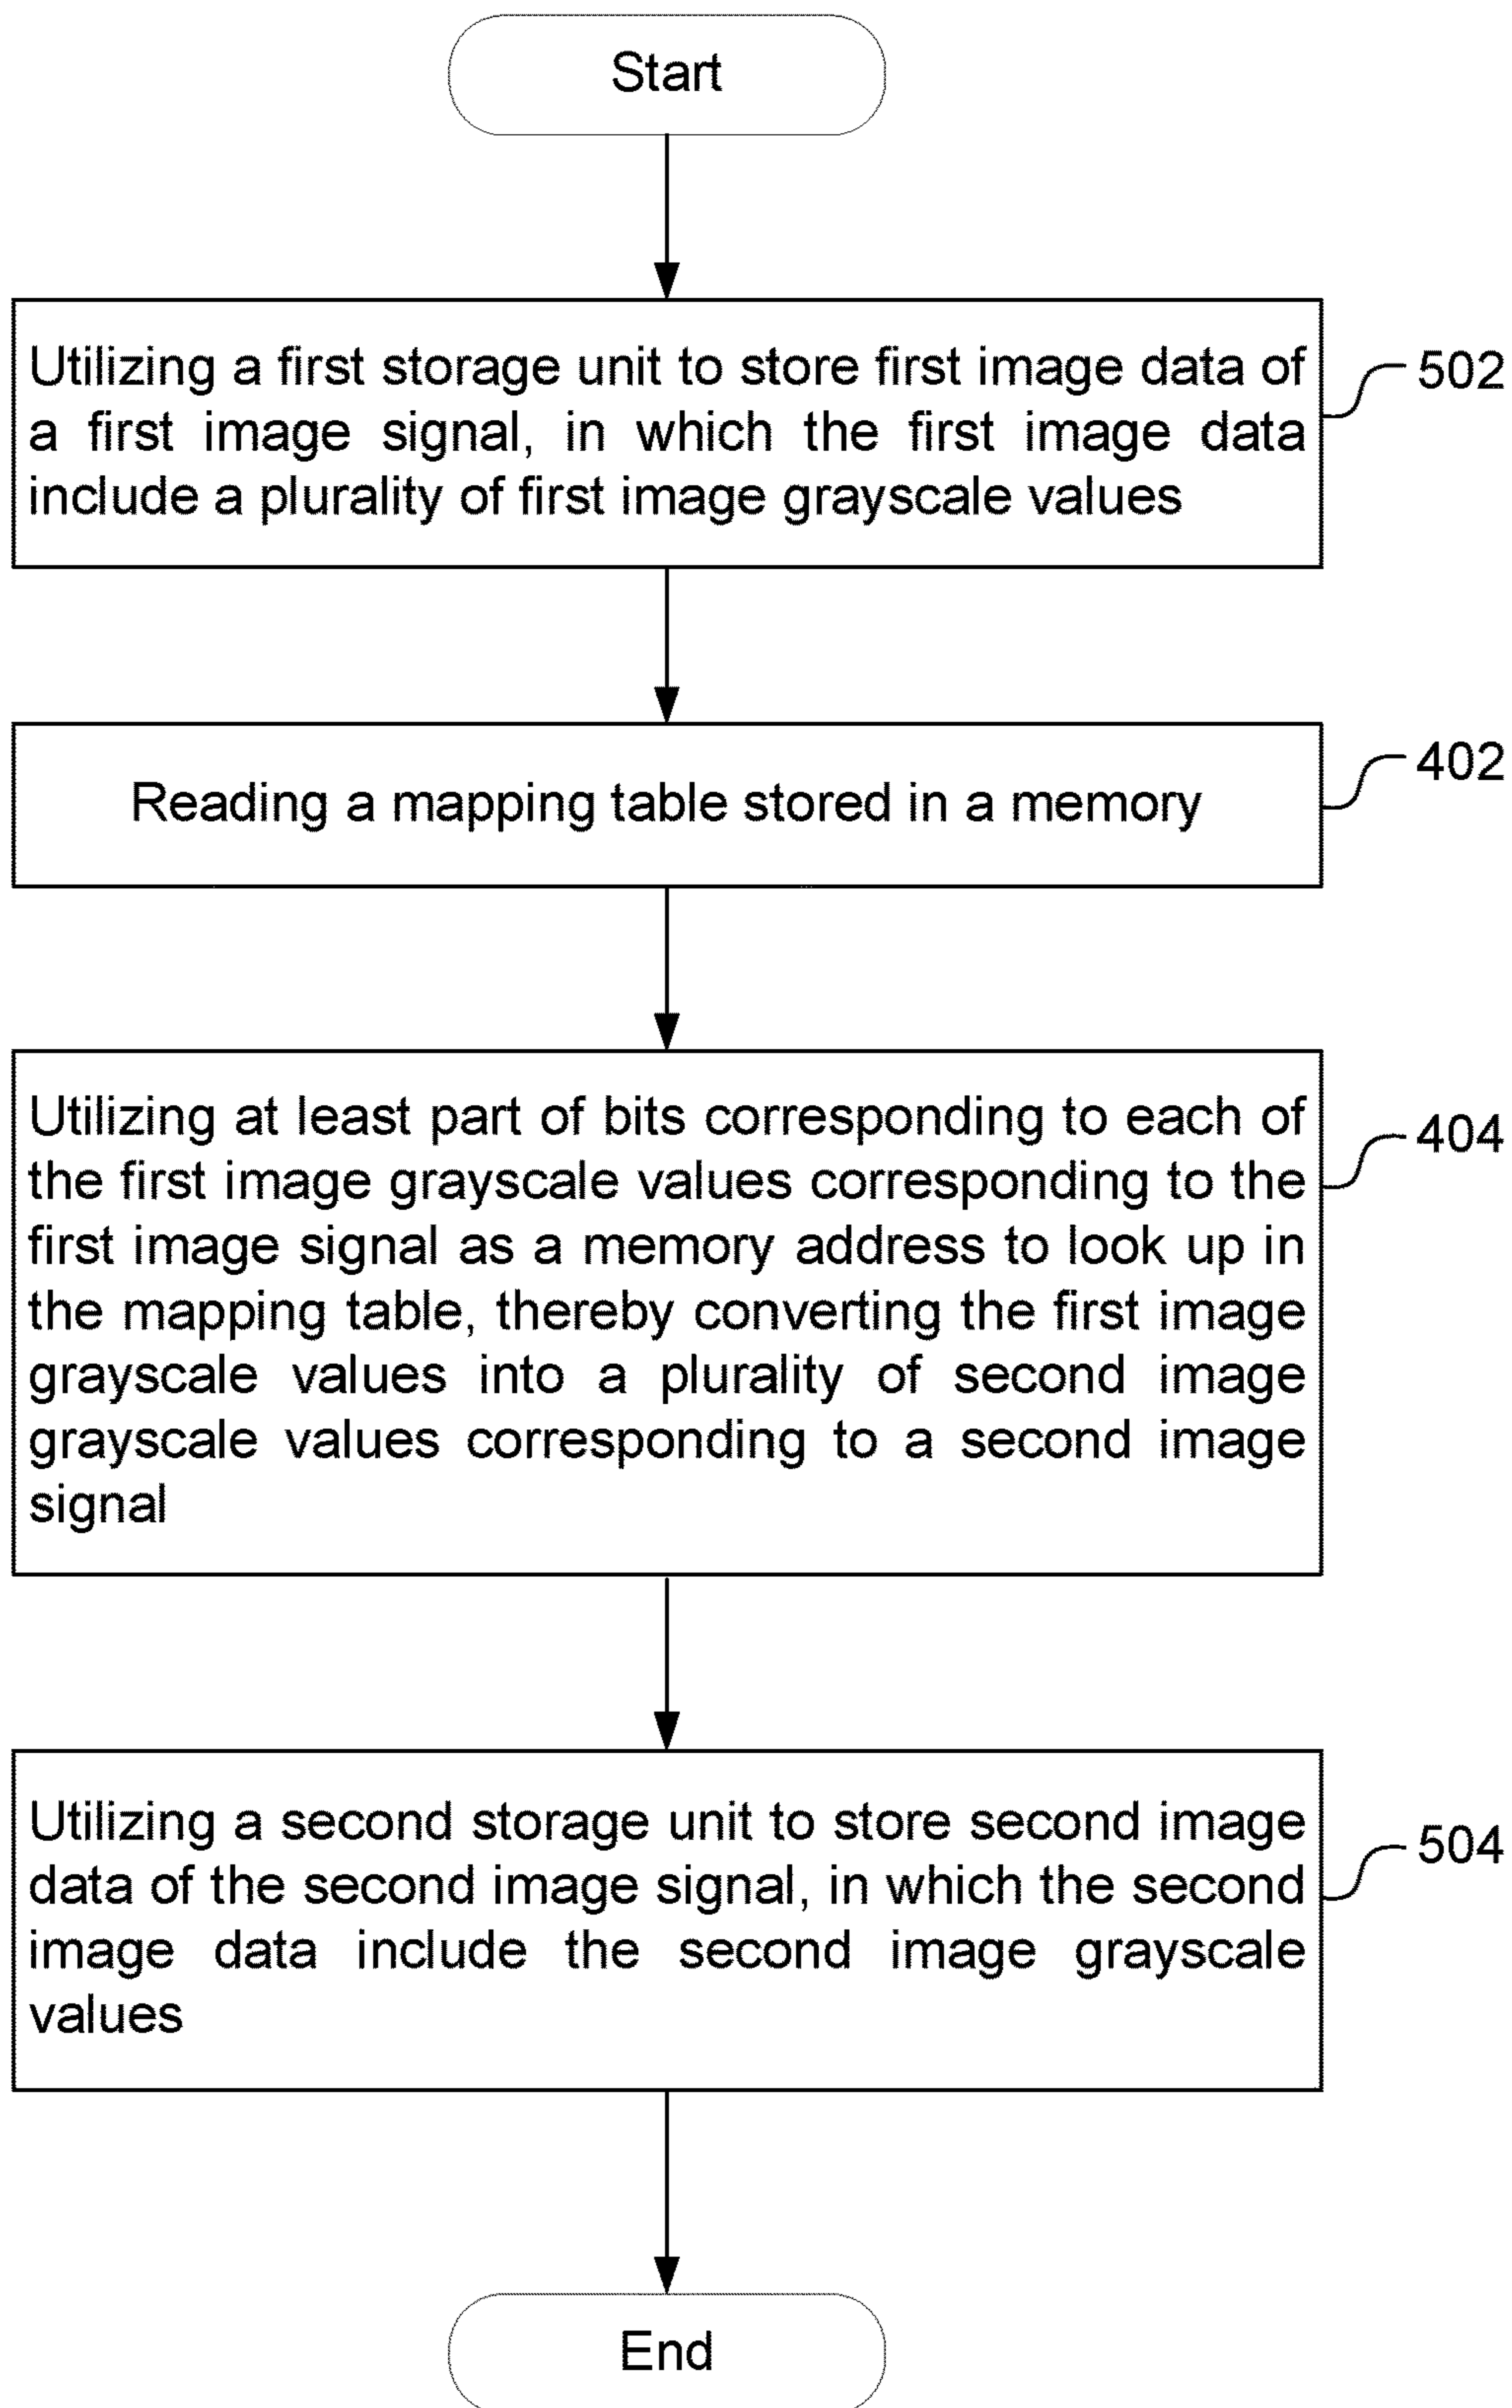 Start
Utilizing a first storage unit to store first image data of
a first image signal, in which the first image data
include a plurality of first image grayscale values
502
Reading a mapping table stored in a memory
402
Utilizing at least part of bits corresponding to each of
the first image grayscale values corresponding to the
first image signal as a memory address to look up in
the mapping table, thereby converting the first image
grayscale values into a plurality of second image
grayscale values corresponding to a second image
signal
404
Utilizing a second storage unit to store second image
data of the second image signal, in which the second
image data include the second image grayscale
values
504
End